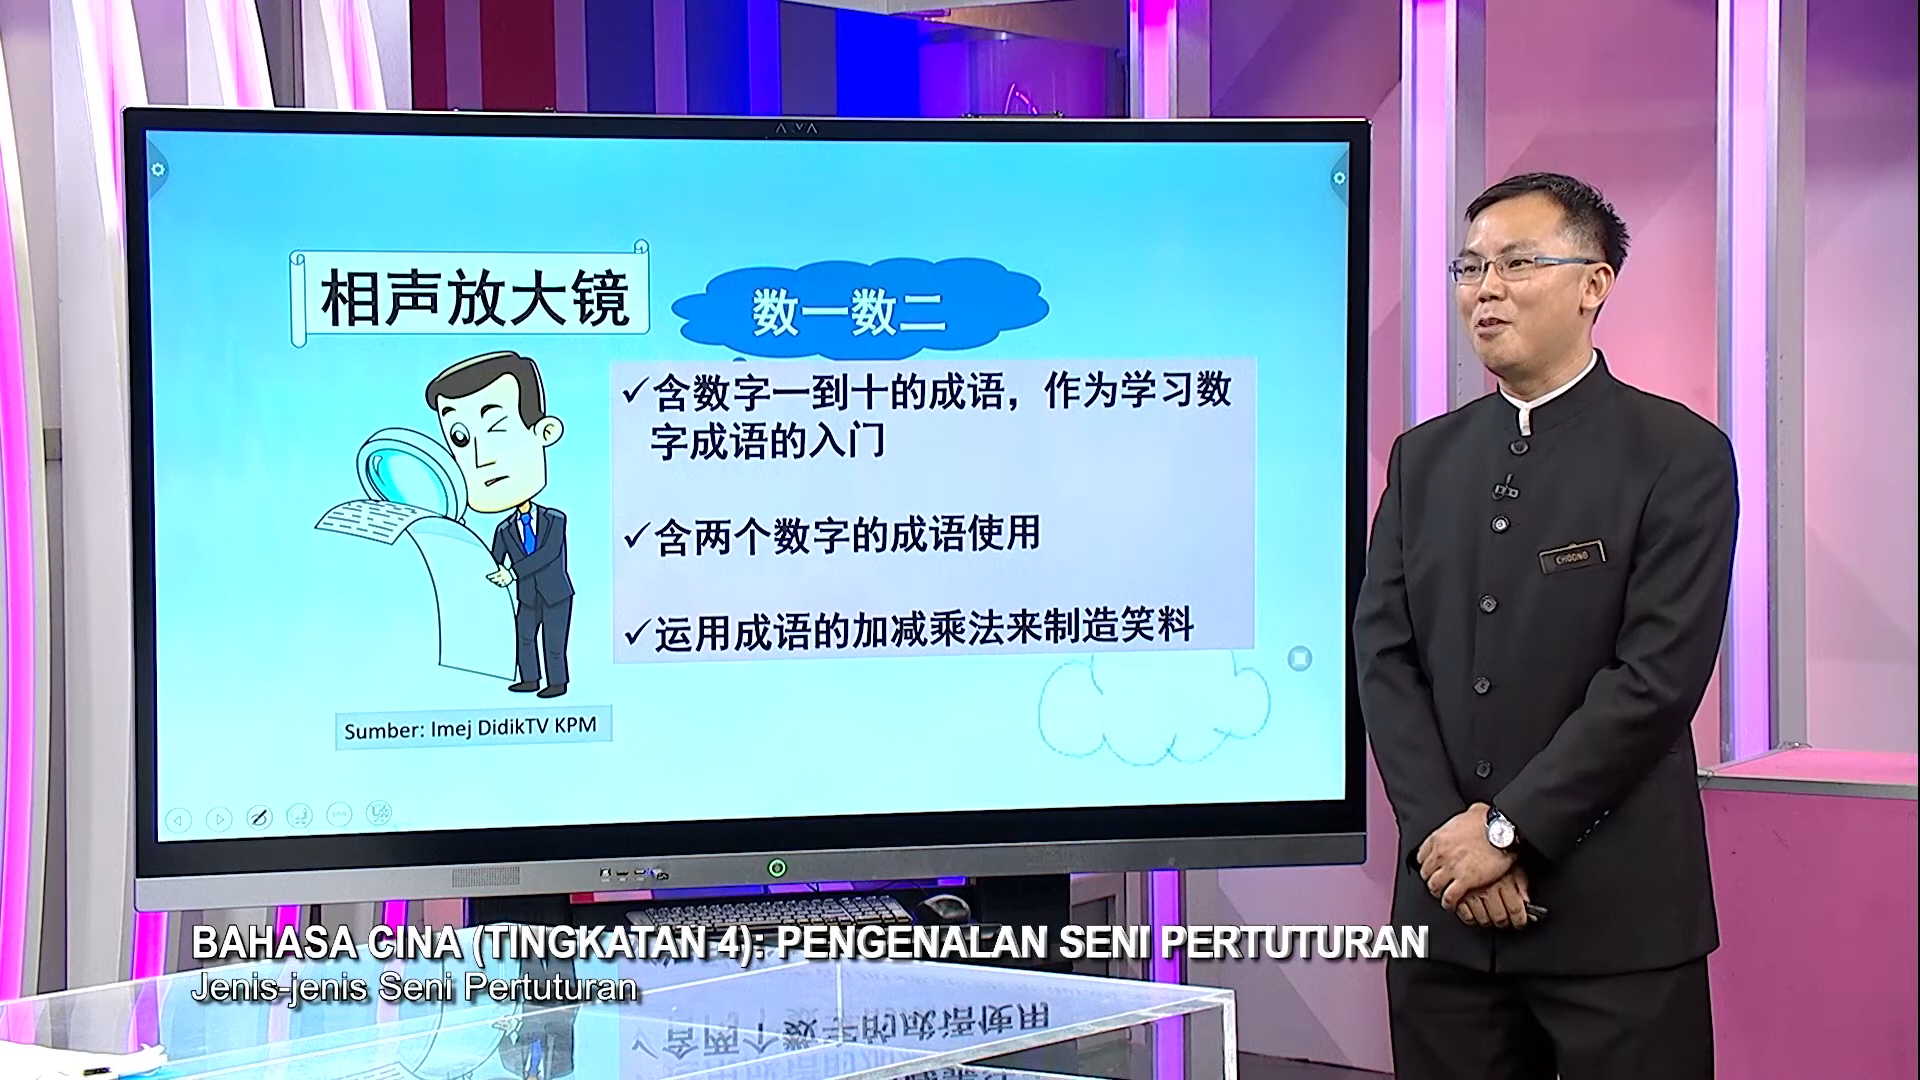 相声放大镜
数一数二
✓含数字一到十的成语，作为学习数
字成语的入门
✓含两个数字的成语使用
✓运用成语的加减乘法来制造笑料
Sumber: Imej DidikTV KPM
BAHASA CINA (TINGKATAN 4): PENGENALAN SENI PERTUTURAN
Jenis-jenis Seni Pertuturan